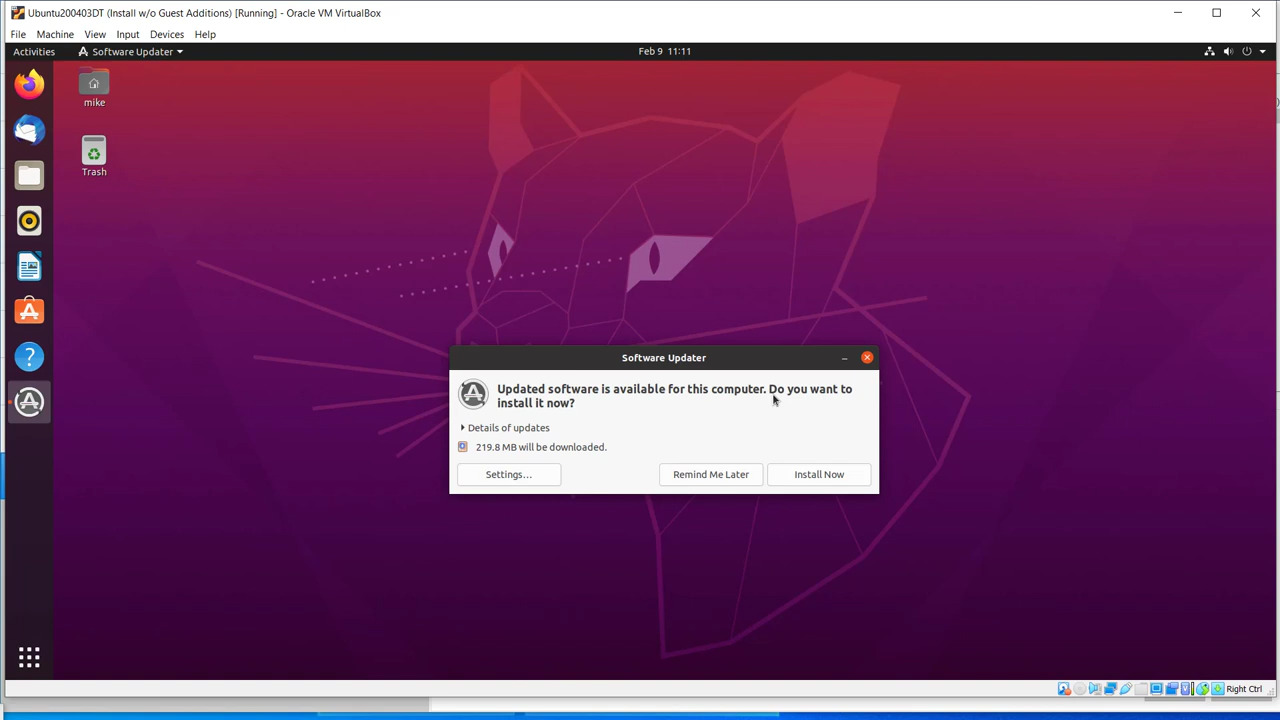 Ubuntu200403DT (Install w/o Guest Additions) [Running] - Oracle VM VirtualBox
File Machine View Input Devices Help
Activities Software Updater Feb 9 11:11
mike
Trash
Software Updater
Updated software is available for this computer. Do you want to
install it now?
Details of updates
219.8 MB will be downloaded.
Settings... Remind Me Later Install Now
Right Ctrl